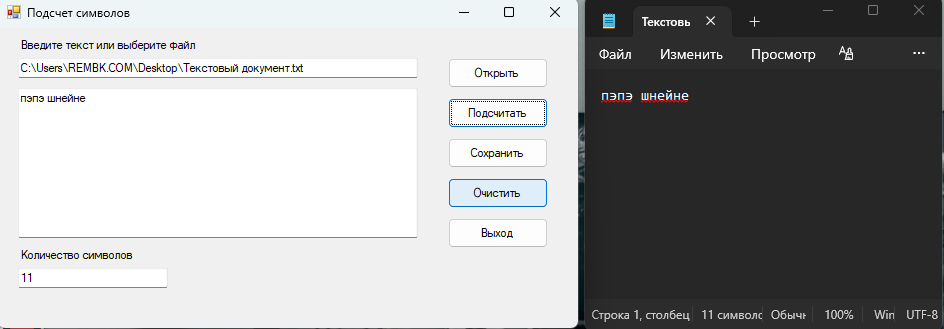 Подсчет символов
Введите текст или выберите файл
C:\Users\REMBK.COM\Desktop\Текстовый документ.txt
пэпэ шнейне
Открыть
Подсчитать
Сохранить
Очистить
Выход
Количество символов
11
Текстовь
Файл Изменить Просмотр
пэпэ шнейне
Строка 1, столбец 11 символо Обычн 100% Win UTF-8